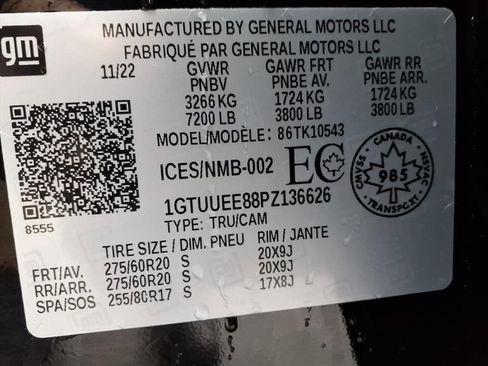 gm
MANUFACTURED BY GENERAL MOTORS LLC
FABRIQUÉ PAR GENERAL MOTORS LLC
11/22 GVWR GAWR FRT GAWR RR
PNBV PNBE AV. PNBE ARR.
3266 KG 1724 KG 1724 KG
7200 LB 3800 LB 3800 LB
MODEL/MODÈLE: 86TK10543
ICES/NMB-002 EC
CANADA
CMVSS NSVAC
985
TRANSPORT
1GTUUEE88PZ136626
8555
TYPE: TRU/CAM
TIRE SIZE / DIM. PNEU RIM / JANTE
FRT/AV. 275/60R20 S 20X9J
RR/ARR. 275/60R20 S 20X9J
SPA/SOS 255/80R17 S 17X8J